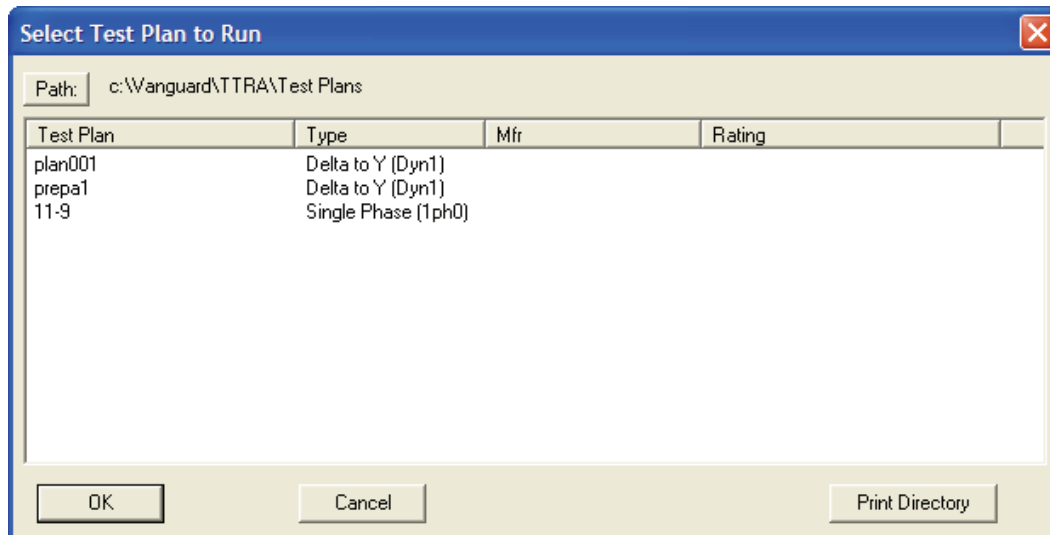 Select Test Plan to Run
Path: c:\Vanguard\TTRA\Test Plans
Test Plan Type Mfr Rating
plan001 Delta to Y (Dyn1)
prepa1 Delta to Y (Dyn1)
11-9 Single Phase (1ph0)
OK Cancel Print Directory